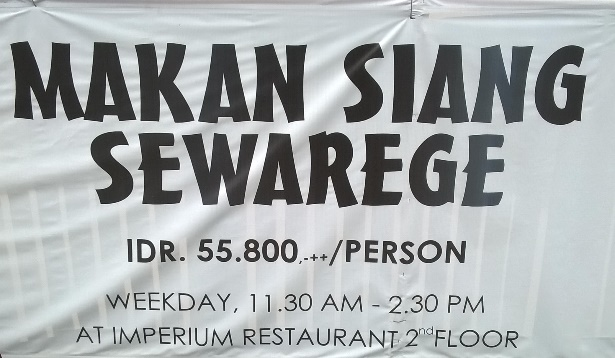 MAKAN SIANG
SEWAREGE
IDR. 55.800,-++/PERSON
WEEKDAY, 11.30 AM - 2.30 PM
AT IMPERIUM RESTAURANT 2nd FLOOR